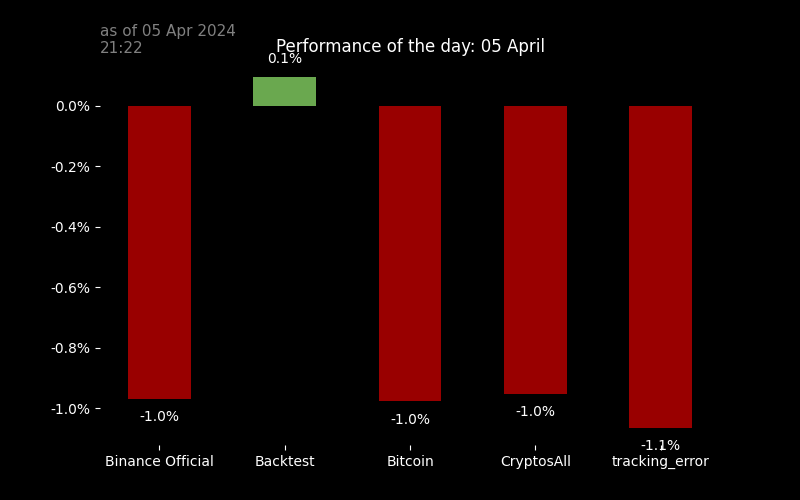 as of 05 Apr 2024
21:22
Performance of the day: 05 April
0.1%
0.0%
-0.2%
-0.4%
-0.6%
-0.8%
-1.0%
-1.0%
-1.0%
-1.0%
-1.1%
Binance Official
Backtest
Bitcoin
CryptosAll
tracking_error